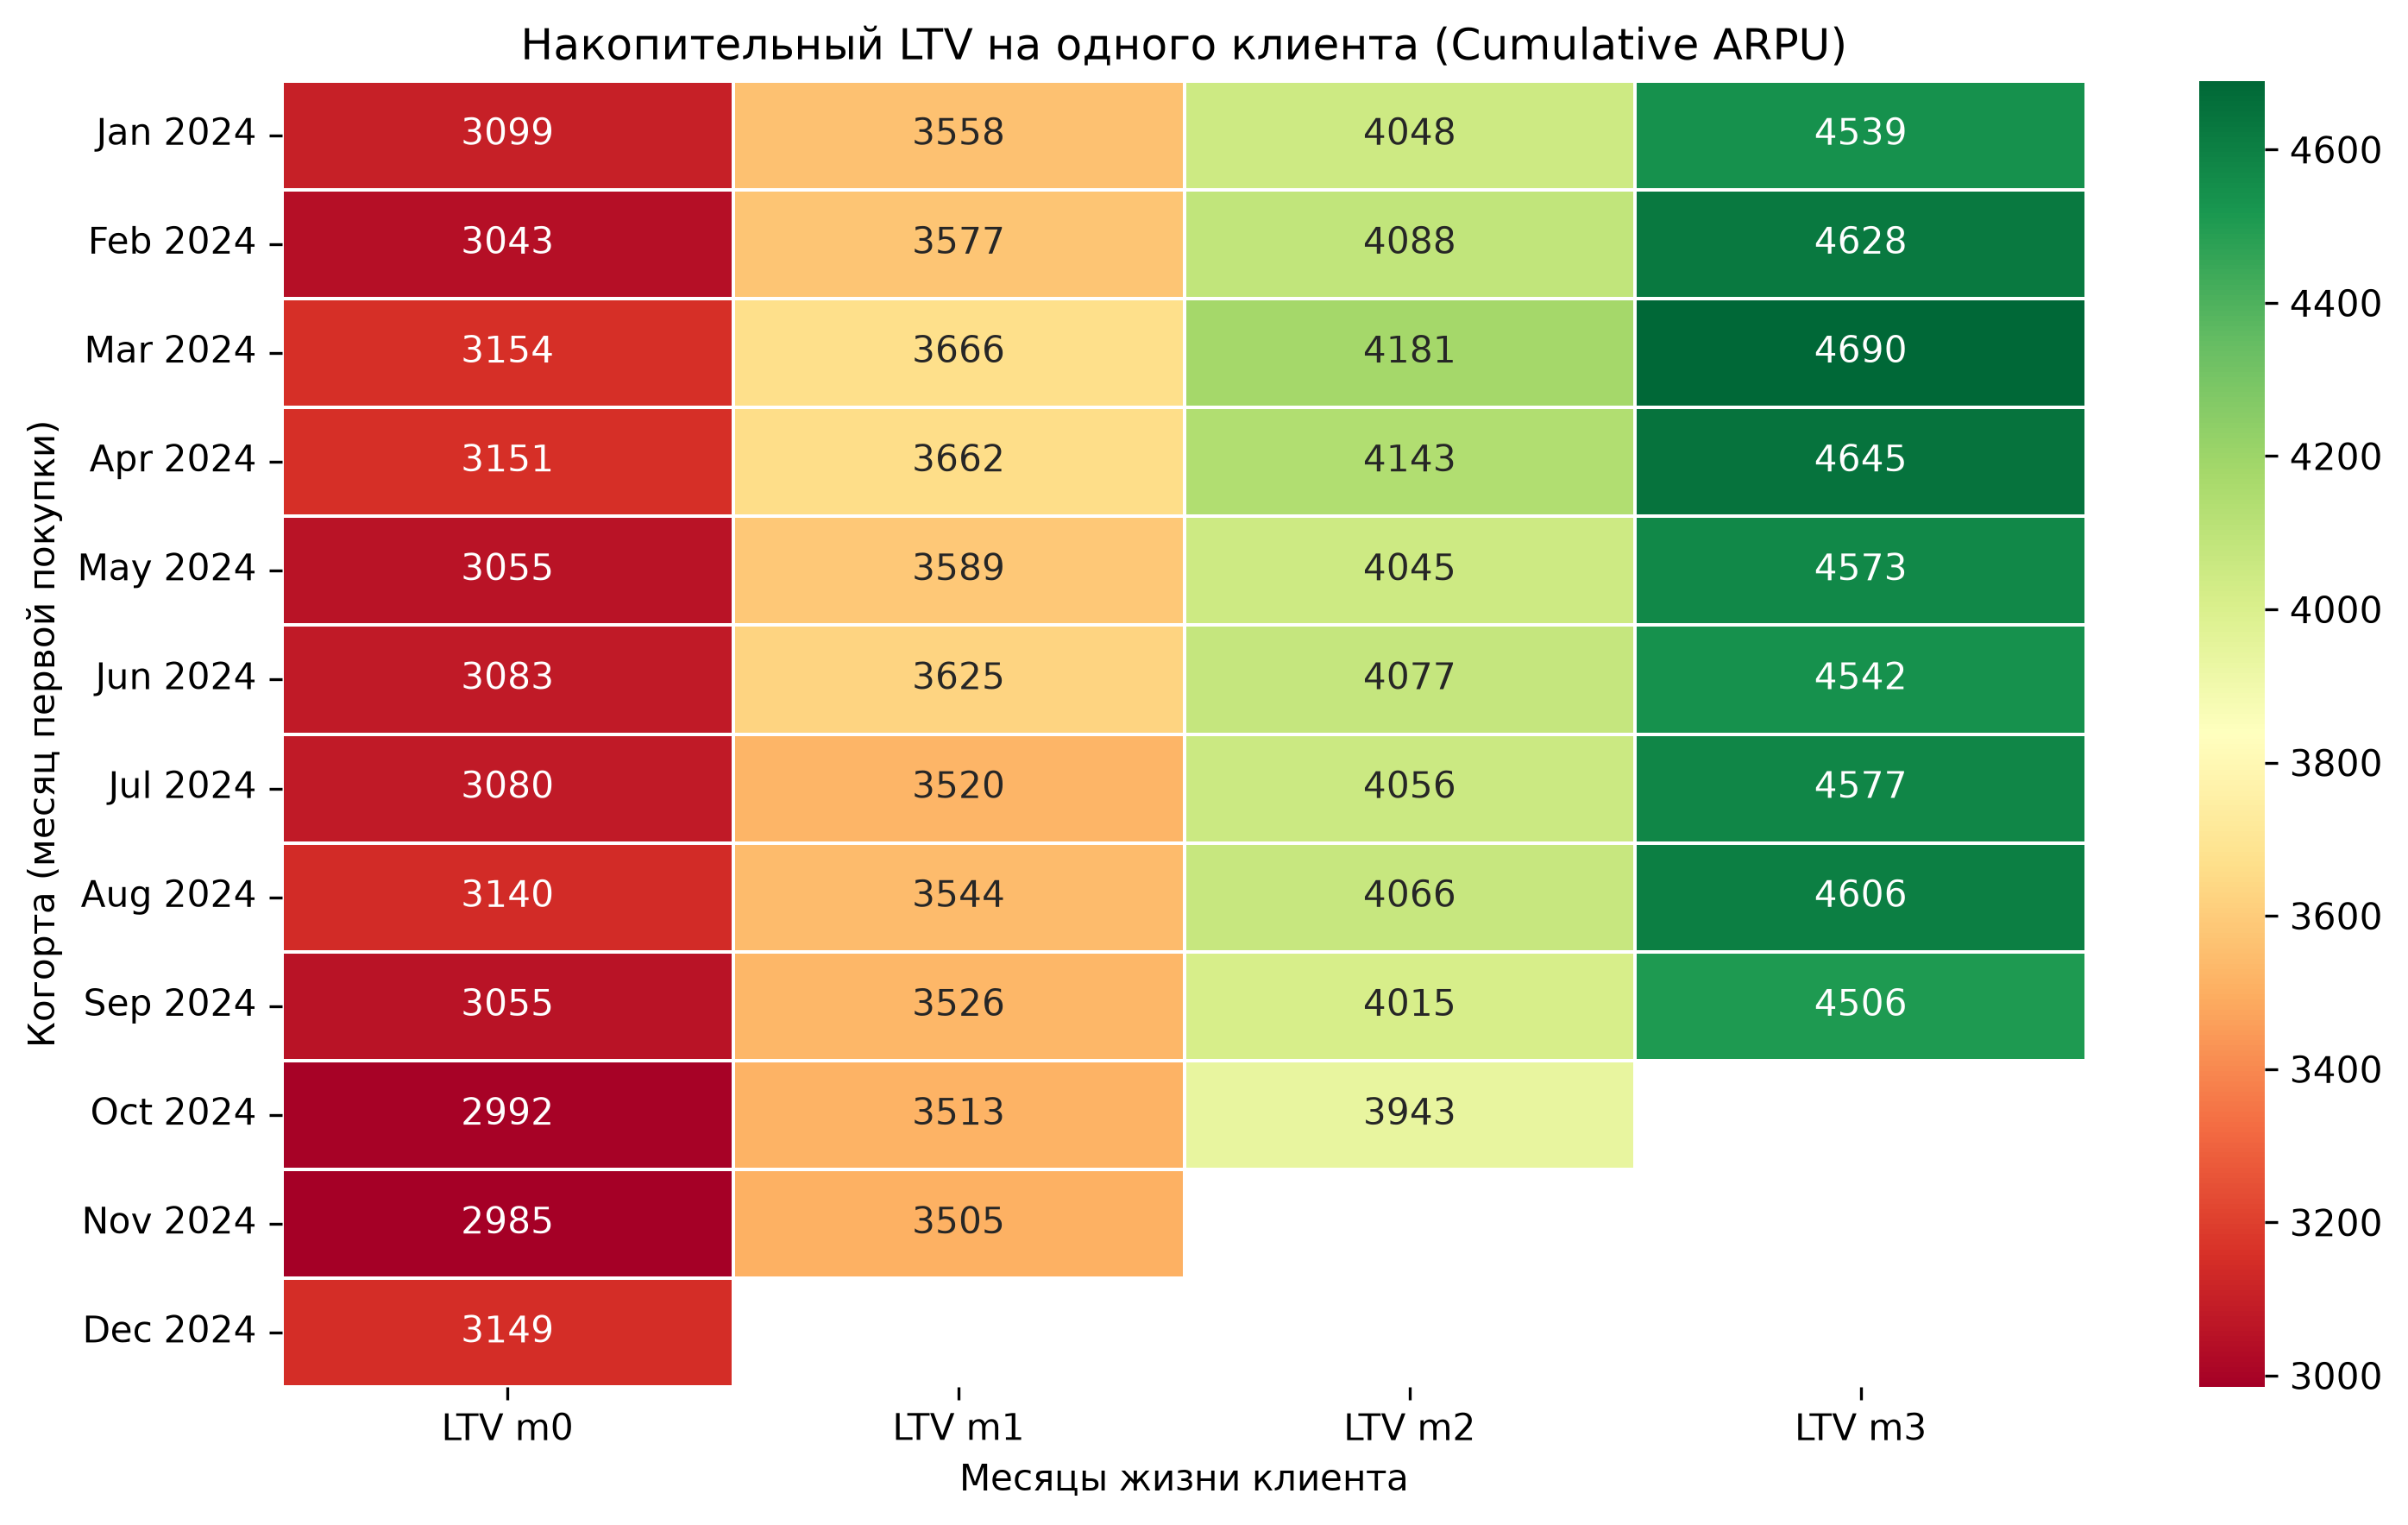 Накопительный LTV на одного клиента (Cumulative ARPU)
Когорта (месяц первой покупки)
Jan 2024 3099 3558 4048 4539
Feb 2024 3043 3577 4088 4628
Mar 2024 3154 3666 4181 4690
Apr 2024 3151 3662 4143 4645
May 2024 3055 3589 4045 4573
Jun 2024 3083 3625 4077 4542
Jul 2024 3080 3520 4056 4577
Aug 2024 3140 3544 4066 4606
Sep 2024 3055 3526 4015 4506
Oct 2024 2992 3513 3943
Nov 2024 2985 3505
Dec 2024 3149
LTV m0 LTV m1 LTV m2 LTV m3
Месяцы жизни клиента
4600
4400
4200
4000
3800
3600
3400
3200
3000